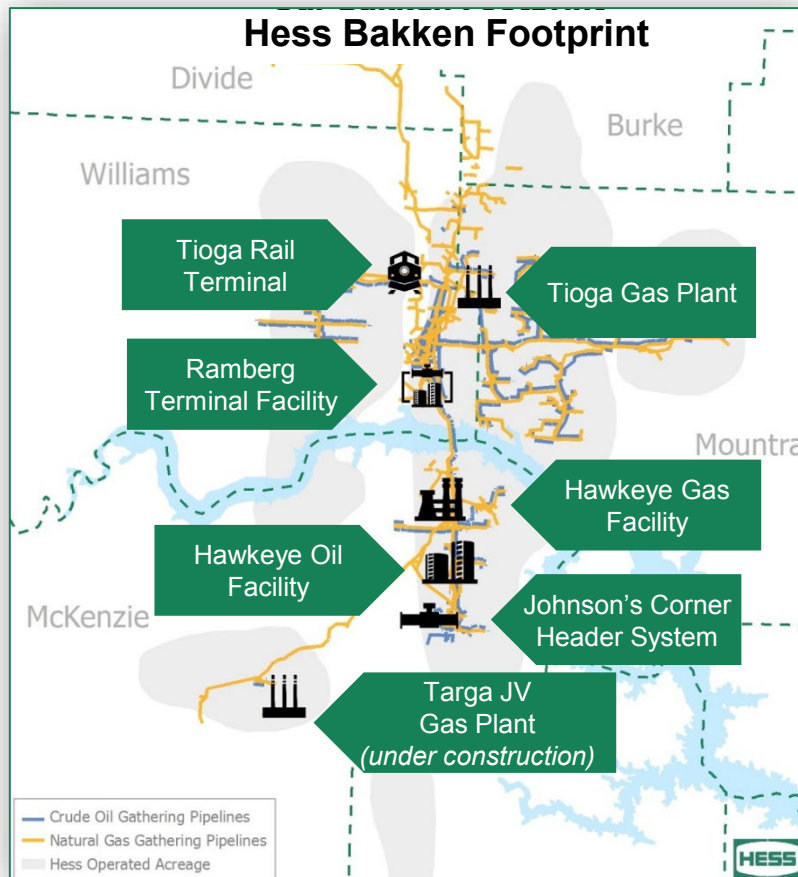 Hess Bakken Footprint
Divide
Burke
Williams
Tioga Rail
Terminal
Tioga Gas Plant
Ramberg
Terminal Facility
Mountra
Hawkeye Gas
Facility
Hawkeye Oil
Facility
McKenzie
Johnson's Corner
Header System
Targa JV
Gas Plant
(under construction)
Crude Oil Gathering Pipelines
Natural Gas Gathering Pipelines
Hess Operated Acreage
HESS